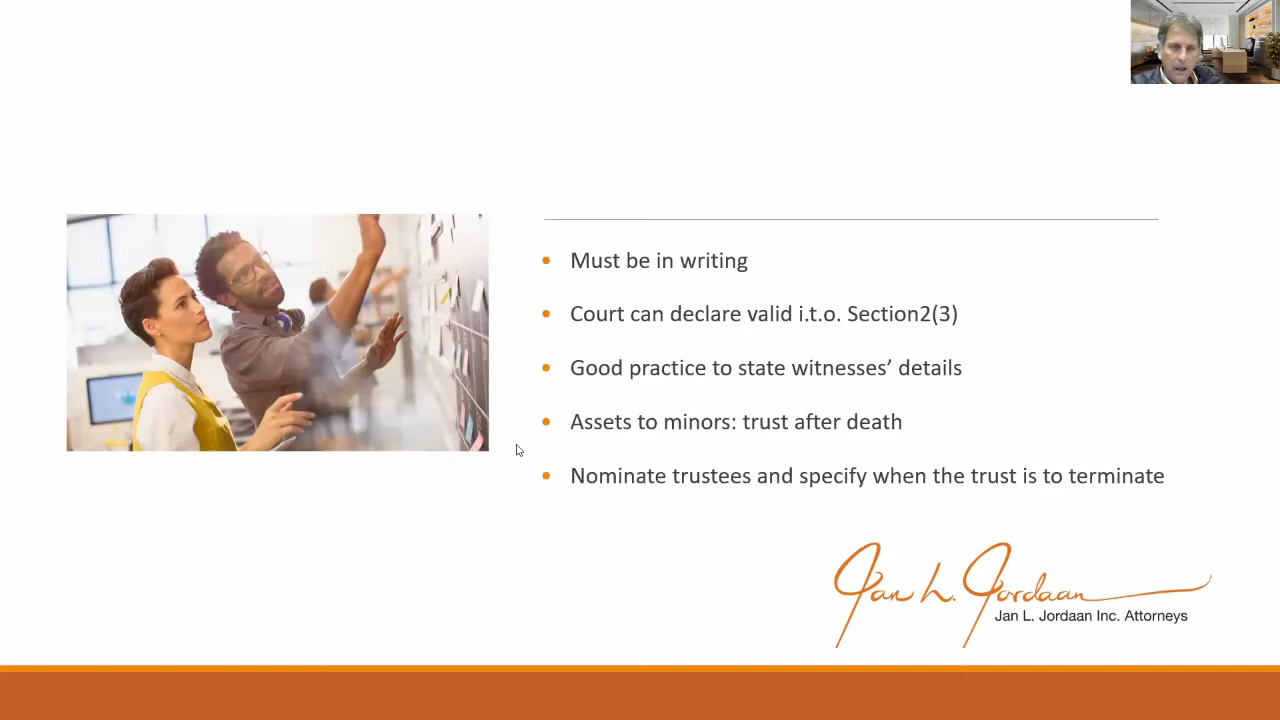 Must be in writing
Court can declare valid i.t.o. Section2(3)
Good practice to state witnesses’ details
Assets to minors: trust after death
Nominate trustees and specify when the trust is to terminate
Jan L. Jordaan
Jan L. Jordaan Inc. Attorneys